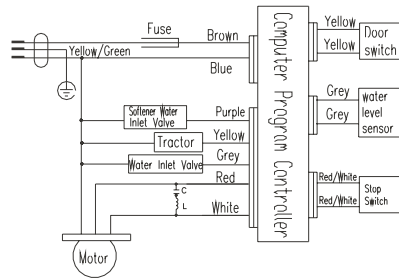 Fuse
Brown
Yellow/Green
Blue
Softener Water
Inlet Valve
Purple
Tractor
Yellow
Water Inlet Valve
Grey
Red
C
L
White
Motor
Computer Program Controller
Yellow
Yellow
Door
switch
Grey
Grey
Water
level
sensor
Red/White
Red/White
Stop
Switch